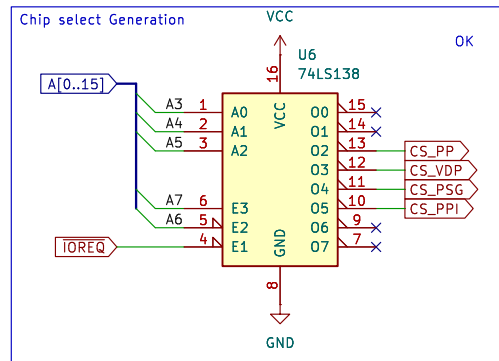 Chip select Generation
VCC
OK
U6
74LS138
A[0..15]
16
VCC
A3 1 A0 O0 15
A4 2 A1 O1 14
A5 3 A2 O2 13 CS_PP
O3 12 CS_VDP
O4 11 CS_PSG
A7 6 E3 O5 10 CS_PPI
A6 5 E2 O6 9
IOREQ 4 E1 O7 7
GND
8
GND